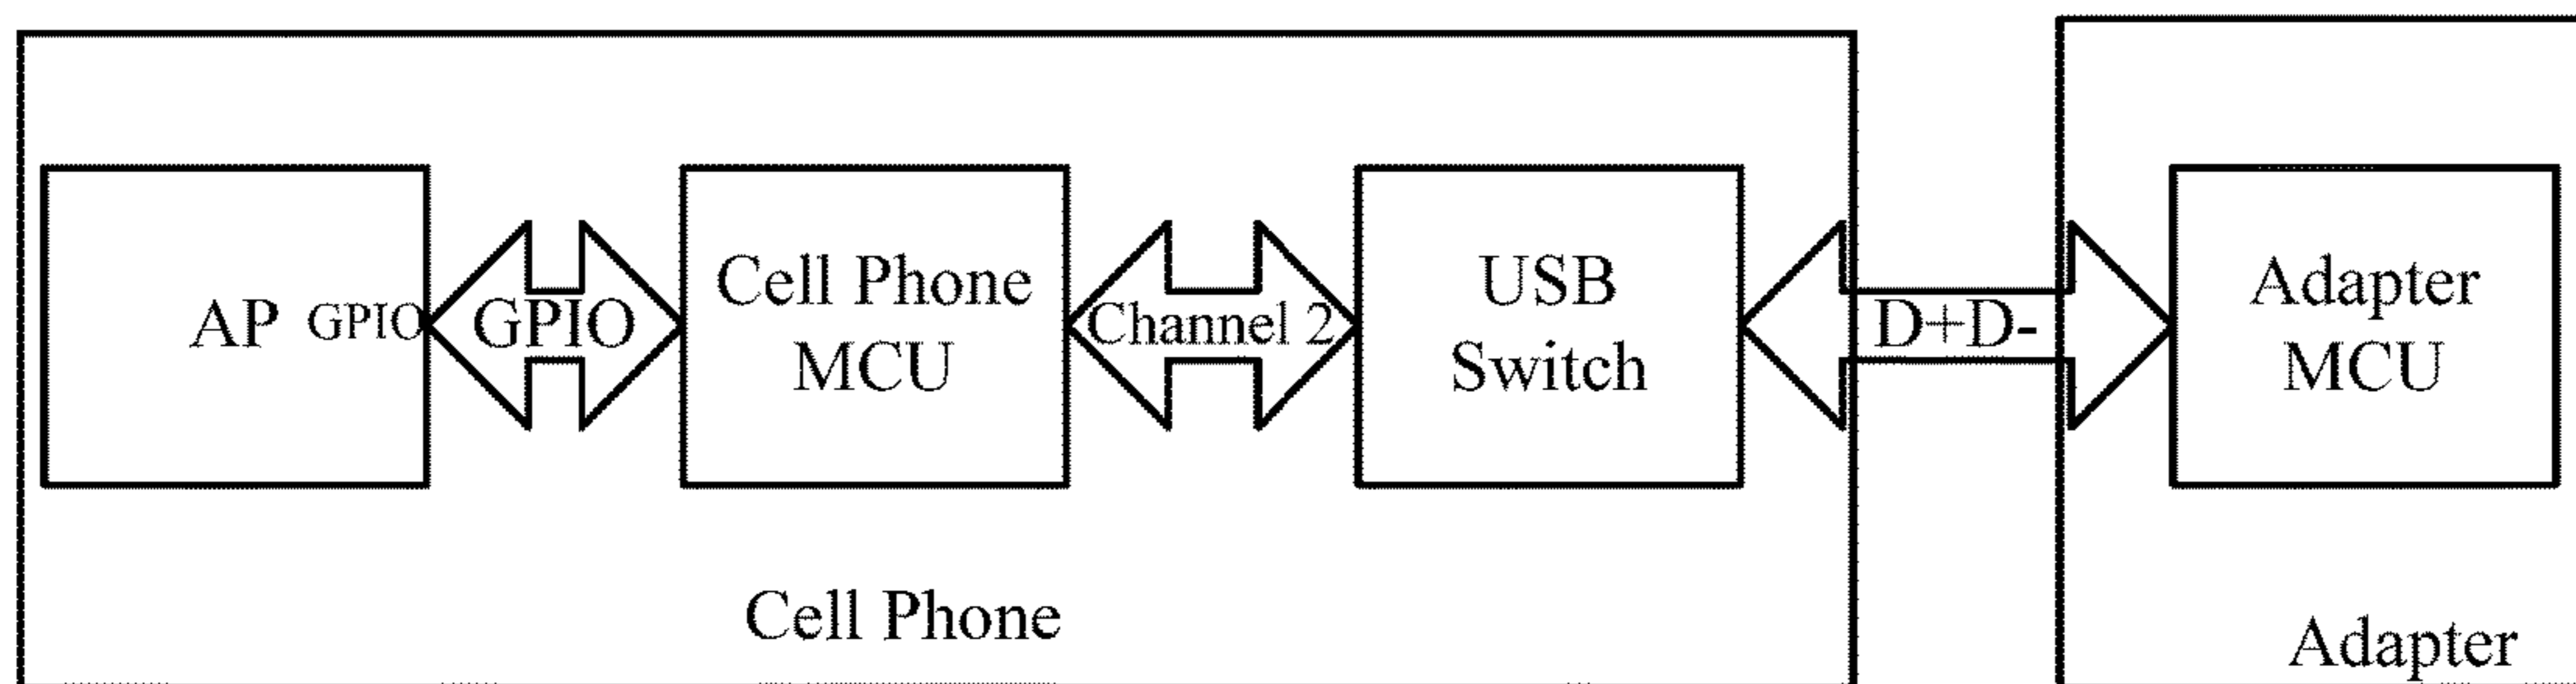 AP GPIO
GPIO
Cell Phone
MCU
Channel 2
USB
Switch
D+D-
Adapter
MCU
Cell Phone
Adapter